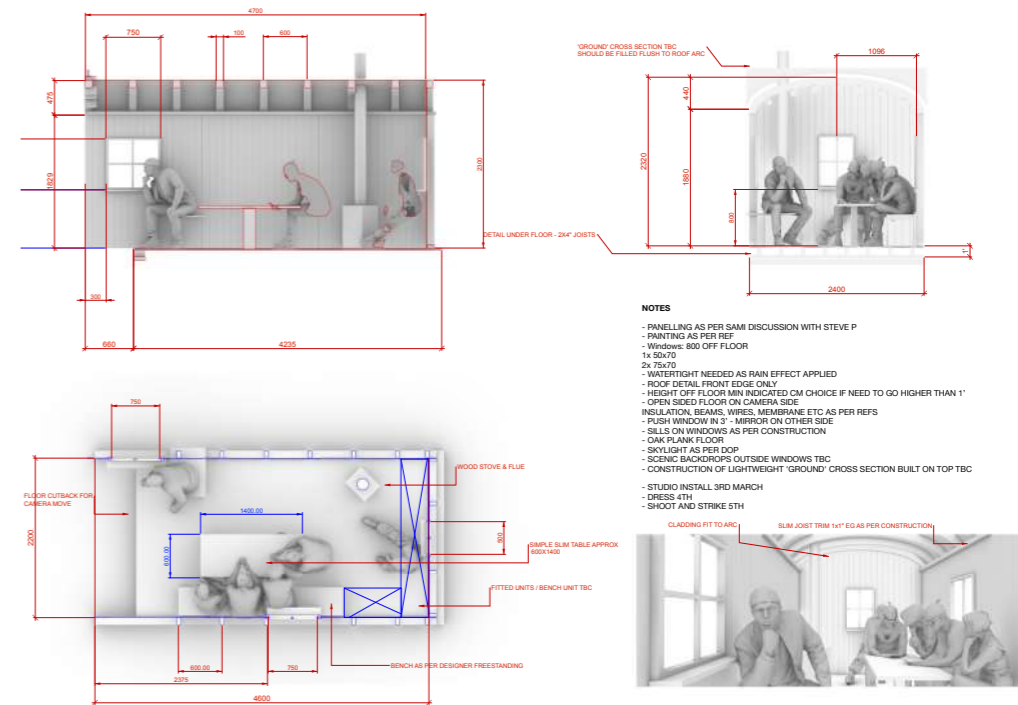 4700
750
100
600
475
1629
2100
300
660
4235
'GROUND' CROSS SECTION TBC
SHOULD BE FILLED FLUSH TO ROOF ARC
1096
440
2320
1880
800
DETAIL UNDER FLOOR - 2X4" JOISTS
1'
2400
NOTES
- PANELLING AS PER SAMI DISCUSSION WITH STEVE P
- PAINTING AS PER REF
- Windows: 800 OFF FLOOR
1x 50x70
2x 75x70
- WATERTIGHT NEEDED AS RAIN EFFECT APPLIED
- ROOF DETAIL FRONT EDGE ONLY
- HEIGHT OFF FLOOR MIN INDICATED CM CHOICE IF NEED TO GO HIGHER THAN 1'
- OPEN SIDED FLOOR ON CAMERA SIDE
INSULATION, BEAMS, WIRES, MEMBRANE ETC AS PER REFS
- PUSH WINDOW IN 3' - MIRROR ON OTHER SIDE
- SILLS ON WINDOWS AS PER CONSTRUCTION
- OAK PLANK FLOOR
- SKYLIGHT AS PER DOP
- SCENIC BACKDROPS OUTSIDE WINDOWS TBC
- CONSTRUCTION OF LIGHTWEIGHT 'GROUND' CROSS SECTION BUILT ON TOP TBC
- STUDIO INSTALL 3RD MARCH
- DRESS 4TH
- SHOOT AND STRIKE 5TH
750
WOOD STOVE & FLUE
FLOOR CUTBACK FOR
CAMERA MOVE
1400.00
2200
600.00
500
SIMPLE SLIM TABLE APPROX
600X1400
FITTED UNITS / BENCH UNIT TBC
BENCH AS PER DESIGNER FREESTANDING
600.00
750
2375
4600
CLADDING FIT TO ARC
SLIM JOIST TRIM 1x1" EG AS PER CONSTRUCTION